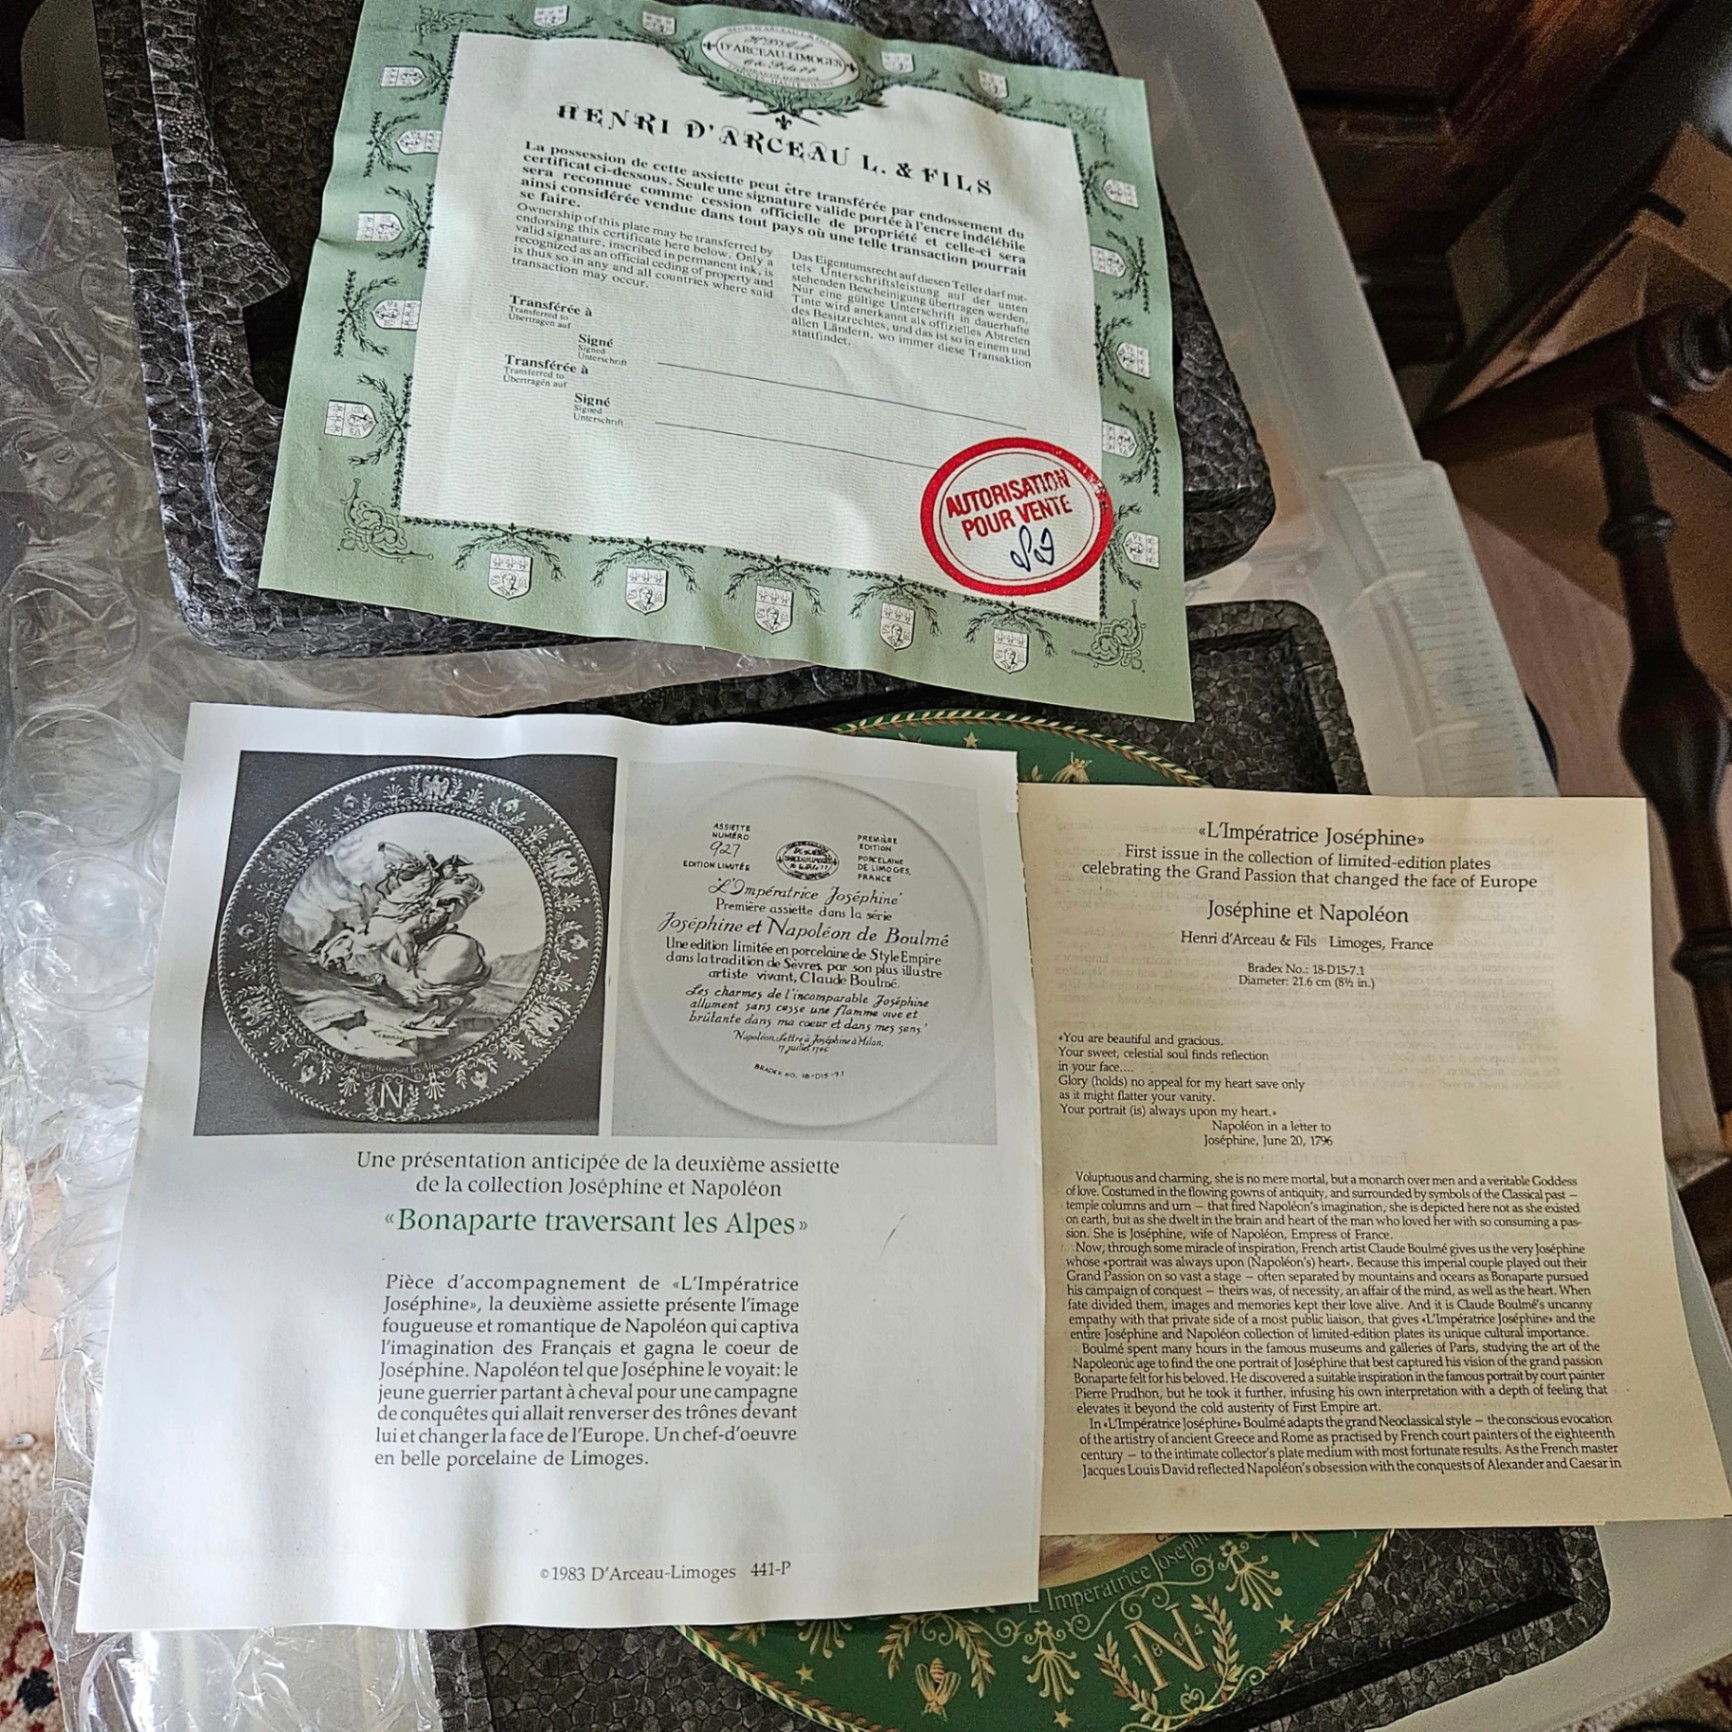 D'ARCEAU-LIMOGES
HENRI D'ARCEAU L. & FILS
La possession de cette assiette peut être transférée par endossement du
certificat ci-dessous. Seule une signature valide portée à l'encre indélébile
sera reconnue comme cession officielle de propriété et celle-ci sera
ainsi considérée vendue dans tout pays où une telle transaction pourrait
se faire.
Ownership of this plate may be transferred by
endorsing this certificate here below. Only a
valid signature, inscribed in permanent ink, is
recognized as an official ceding of property and
is thus so in any and all countries where said
transaction may occur.
Das Eigentumsrecht auf diesen Teller darf mit-
tels Unterschriftsleistung auf der unten
stehenden Bescheinigung übertragen werden.
Nur eine gültige Unterschrift in dauerhafte
Tinte wird anerkannt als offizielles Abtreten
des Besitzrechtes, und das ist so in einem und
allen Ländern, wo immer diese Transaktion
stattfindet.
Transférée à
Transferred to
Übertragen auf
Signé
Signed
Unterschrift
Transférée à
Transferred to
Übertragen auf
Signé
Signed
Unterschrift
AUTORISATION
POUR VENTE
N
ASSIETTE
NUMÉRO
927
EDITION LIMITÉE
PREMIÈRE
EDITION
PORCELAINE
DE LIMOGES,
FRANCE
"L'Impératrice Joséphine"
Première assiette dans la série
Joséphine et Napoléon de Boulmé
Une edition limitée en porcelaine de Style Empire
dans la tradition de Sèvres par son plus illustre
artiste vivant, Claude Boulmé.
Les charmes de l'incomparable Joséphine
allument sans cesse une flamme vive et
brûlante dans ma coeur et dans mes sens"
Napoléon, Lettre à Joséphine à Milan,
17 juillet 1796
BRADEX NO. 18-D15-7.1
Une présentation anticipée de la deuxième assiette
de la collection Joséphine et Napoléon
«Bonaparte traversant les Alpes»
Pièce d'accompagnement de «L'Impératrice
Joséphine», la deuxième assiette présente l'image
fougueuse et romantique de Napoléon qui captiva
l'imagination des Français et gagna le coeur de
Joséphine. Napoléon tel que Joséphine le voyait: le
jeune guerrier partant à cheval pour une campagne
de conquêtes qui allait renverser des trônes devant
lui et changer la face de l'Europe. Un chef-d'oeuvre
en belle porcelaine de Limoges.
©1983 D'Arceau-Limoges 441-P
«L'Impératrice Joséphine»
First issue in the collection of limited-edition plates
celebrating the Grand Passion that changed the face of Europe
Joséphine et Napoléon
Henri d'Arceau & Fils Limoges, France
Bradex No.: 18-D15-7.1
Diameter: 21.6 cm (8½ in.)
«You are beautiful and gracious.
Your sweet, celestial soul finds reflection
in your face....
Glory (holds) no appeal for my heart save only
as it might flatter your vanity.
Your portrait (is) always upon my heart.»
Napoléon in a letter to
Joséphine, June 20, 1796
Voluptuous and charming, she is no mere mortal, but a monarch over men and a veritable Goddess
of love. Costumed in the flowing gowns of antiquity, and surrounded by symbols of the Classical past –
temple columns and urn – that fired Napoléon's imagination, she is depicted here not as she existed
on earth, but as she dwelt in the brain and heart of the man who loved her with so consuming a pas-
sion. She is Joséphine, wife of Napoléon, Empress of France.
Now, through some miracle of inspiration, French artist Claude Boulmé gives us the very Joséphine
whose «portrait was always upon (Napoléon's) heart». Because this imperial couple played out their
Grand Passion on so vast a stage – often separated by mountains and oceans as Bonaparte pursued
his campaign of conquest – theirs was, of necessity, an affair of the mind, as well as the heart. When
fate divided them, images and memories kept their love alive. And it is Claude Boulmé's uncanny
empathy with that private side of a most public liaison, that gives «L'Impératrice Joséphine» and the
entire Joséphine and Napoléon collection of limited-edition plates its unique cultural importance.
Boulmé spent many hours in the famous museums and galleries of Paris, studying the art of the
Napoleonic age to find the one portrait of Joséphine that best captured his vision of the grand passion
Bonaparte felt for his beloved. He discovered a suitable inspiration in the famous portrait by court painter
Pierre Prudhon, but he took it further, infusing his own interpretation with a depth of feeling that
elevates it beyond the cold austerity of First Empire art.
In «L'Impératrice Joséphine» Boulmé adapts the grand Neoclassical style – the conscious evocation
of the artistry of ancient Greece and Rome as practised by French court painters of the eighteenth
century – to the intimate collector's plate medium with most fortunate results. As the French master
Jacques Louis David reflected Napoléon's obsession with the conquests of Alexander and Caesar in
L'Impératrice Joséphine
N
1804